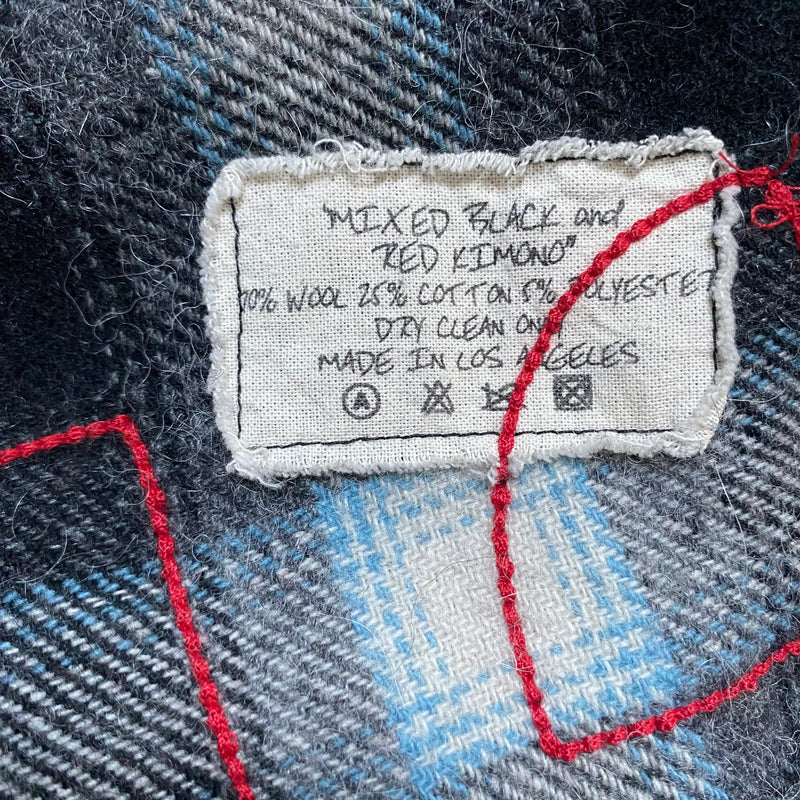 "MIXED BLACK and
RED KIMONO"
70% WOOL 25% COTTON 5% POLYESTER
DRY CLEAN ONLY
MADE IN LOS ANGELES
A